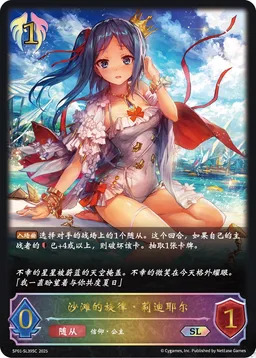 1
入场曲 选择对手的战场上的1个随从。这个回合,如果自己的主
战者的 已+4点以上,则破坏该卡。抽取1张卡牌。
不幸的星星被蔚蓝的天空掩盖。不幸的微笑在今天格外耀眼。
「我一直盼望着与你共度夏日」
沙滩的旋律·莉迪耶尔
0
随从
信仰·公主
SL
1
SP01-SL39SC 2025
© Cygames, Inc. Published by NetEase Games